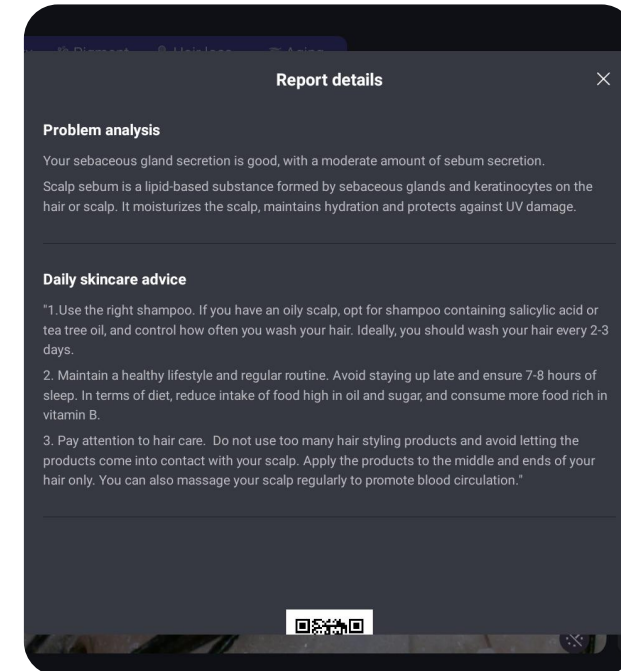 Pigment Hair loss Aging
Report details
Problem analysis
Your sebaceous gland secretion is good, with a moderate amount of sebum secretion.
Scalp sebum is a lipid-based substance formed by sebaceous glands and keratinocytes on the
hair or scalp. It moisturizes the scalp, maintains hydration and protects against UV damage.
Daily skincare advice
"1.Use the right shampoo. If you have an oily scalp, opt for shampoo containing salicylic acid or
tea tree oil, and control how often you wash your hair. Ideally, you should wash your hair every 2-3
days.
2. Maintain a healthy lifestyle and regular routine. Avoid staying up late and ensure 7-8 hours of
sleep. In terms of diet, reduce intake of food high in oil and sugar, and consume more food rich in
vitamin B.
3. Pay attention to hair care.  Do not use too many hair styling products and avoid letting the
products come into contact with your scalp. Apply the products to the middle and ends of your
hair only. You can also massage your scalp regularly to promote blood circulation."